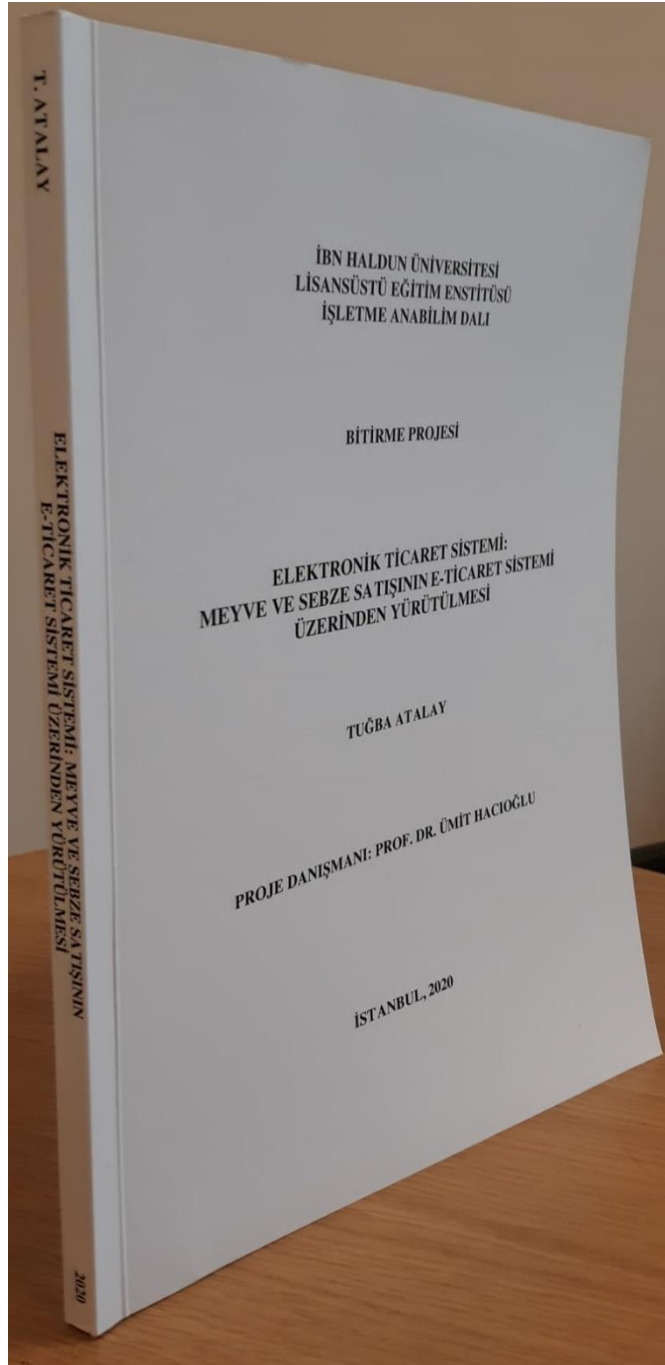 T. ATALAY
ELEKTRONİK TİCARET SİSTEMİ: MEYVE VE SEBZE SATIŞININ
E-TİCARET SİSTEMİ ÜZERİNDEN YÜRÜTÜLMESİ
2020
İBN HALDUN ÜNİVERSİTESİ
LİSANSÜSTÜ EĞİTİM ENSTİTÜSÜ
İŞLETME ANABİLİM DALI
BİTİRME PROJESİ
ELEKTRONİK TİCARET SİSTEMİ:
MEYVE VE SEBZE SATIŞININ E-TİCARET SİSTEMİ
ÜZERİNDEN YÜRÜTÜLMESİ
TUĞBA ATALAY
PROJE DANIŞMANI: PROF. DR. ÜMİT HACIOĞLU
İSTANBUL, 2020